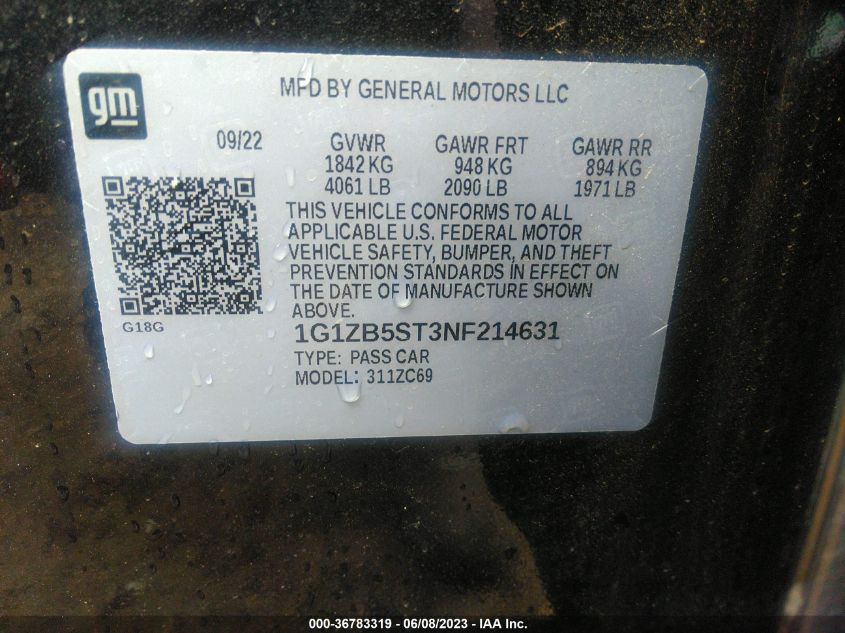 gm
MFD BY GENERAL MOTORS LLC
09/22 GVWR GAWR FRT GAWR RR
1842 KG 948 KG 894 KG
4061 LB 2090 LB 1971 LB
THIS VEHICLE CONFORMS TO ALL
APPLICABLE U.S. FEDERAL MOTOR
VEHICLE SAFETY, BUMPER, AND THEFT
PREVENTION STANDARDS IN EFFECT ON
THE DATE OF MANUFACTURE SHOWN
ABOVE.
G18G
1G1ZB5ST3NF214631
TYPE: PASS CAR
MODEL: 311ZC69
000-36783319 - 06/08/2023 - IAA Inc.